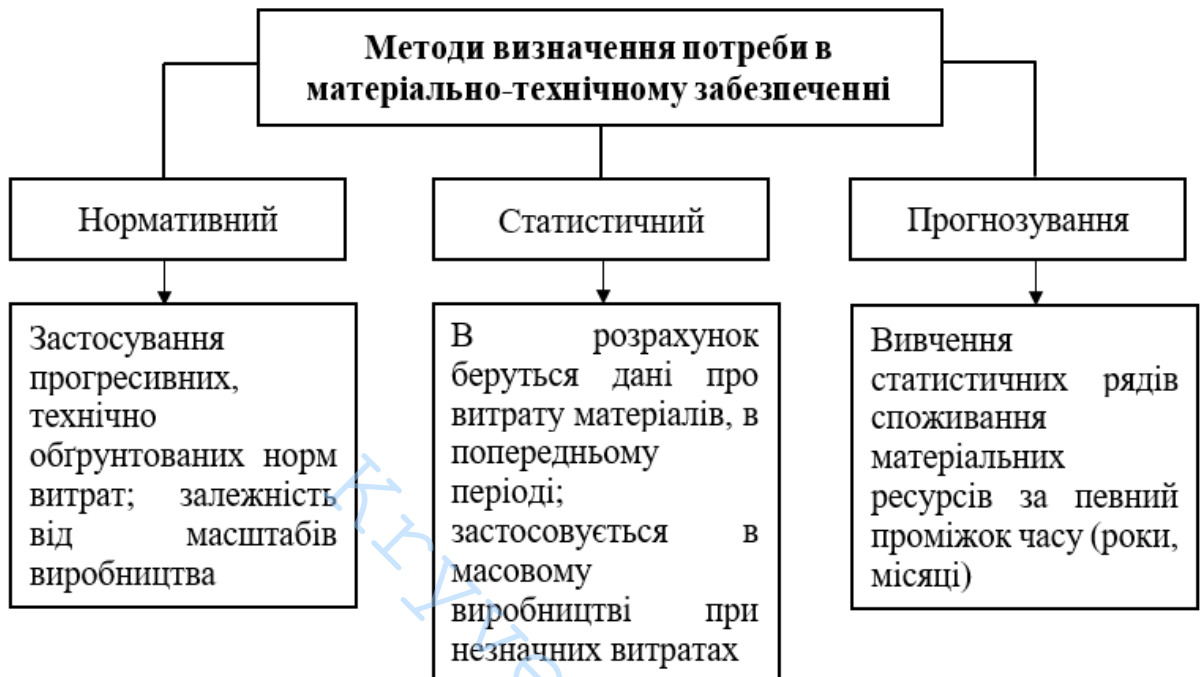 Методи визначення потреби в
матеріально-технічному забезпеченні
Нормативний
Статистичний
Прогнозування
Застосування
прогресивних,
технічно
обґрунтованих норм
витрат; залежність
від масштабів
виробництва
В розрахунок
беруться дані про
витрату матеріалів, в
попередньому
періоді;
застосовується в
масовому
виробництві при
незначних витратах
Вивчення
статистичних рядів
споживання
матеріальних
ресурсів за певний
проміжок часу (роки,
місяці)